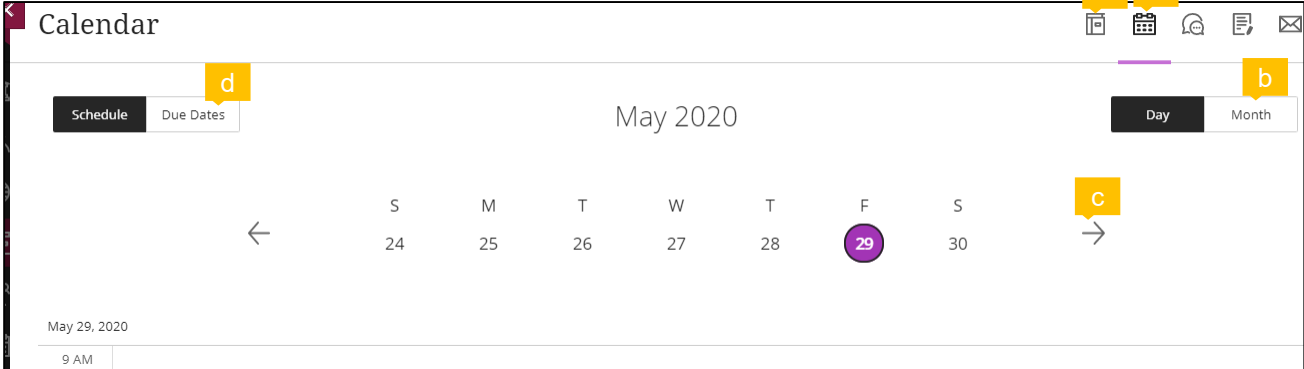 Calendar
d
b
Schedule Due Dates
May 2020
Day Month
c
S M T W T F S
24 25 26 27 28 29 30
May 29, 2020
9 AM